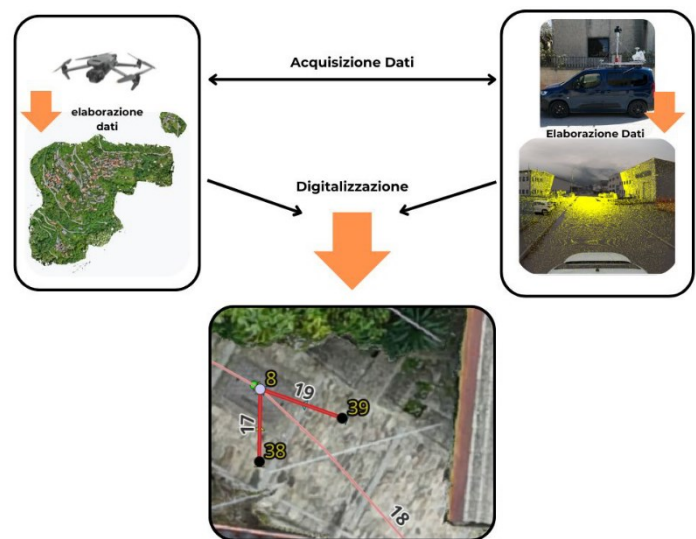 Acquisizione Dati
elaborazione
dati
Elaborazione Dati
Digitalizzazione
8
19
39
17
38
18